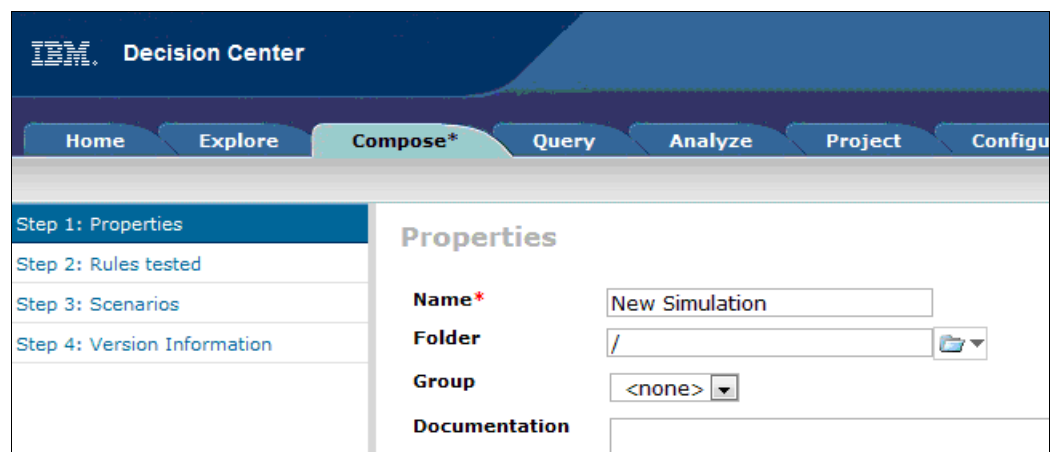 IBM. Decision Center
Home Explore Compose* Query Analyze Project Configu
Step 1: Properties
Step 2: Rules tested
Step 3: Scenarios
Step 4: Version Information
Properties
Name* New Simulation
Folder /
Group <none>
Documentation